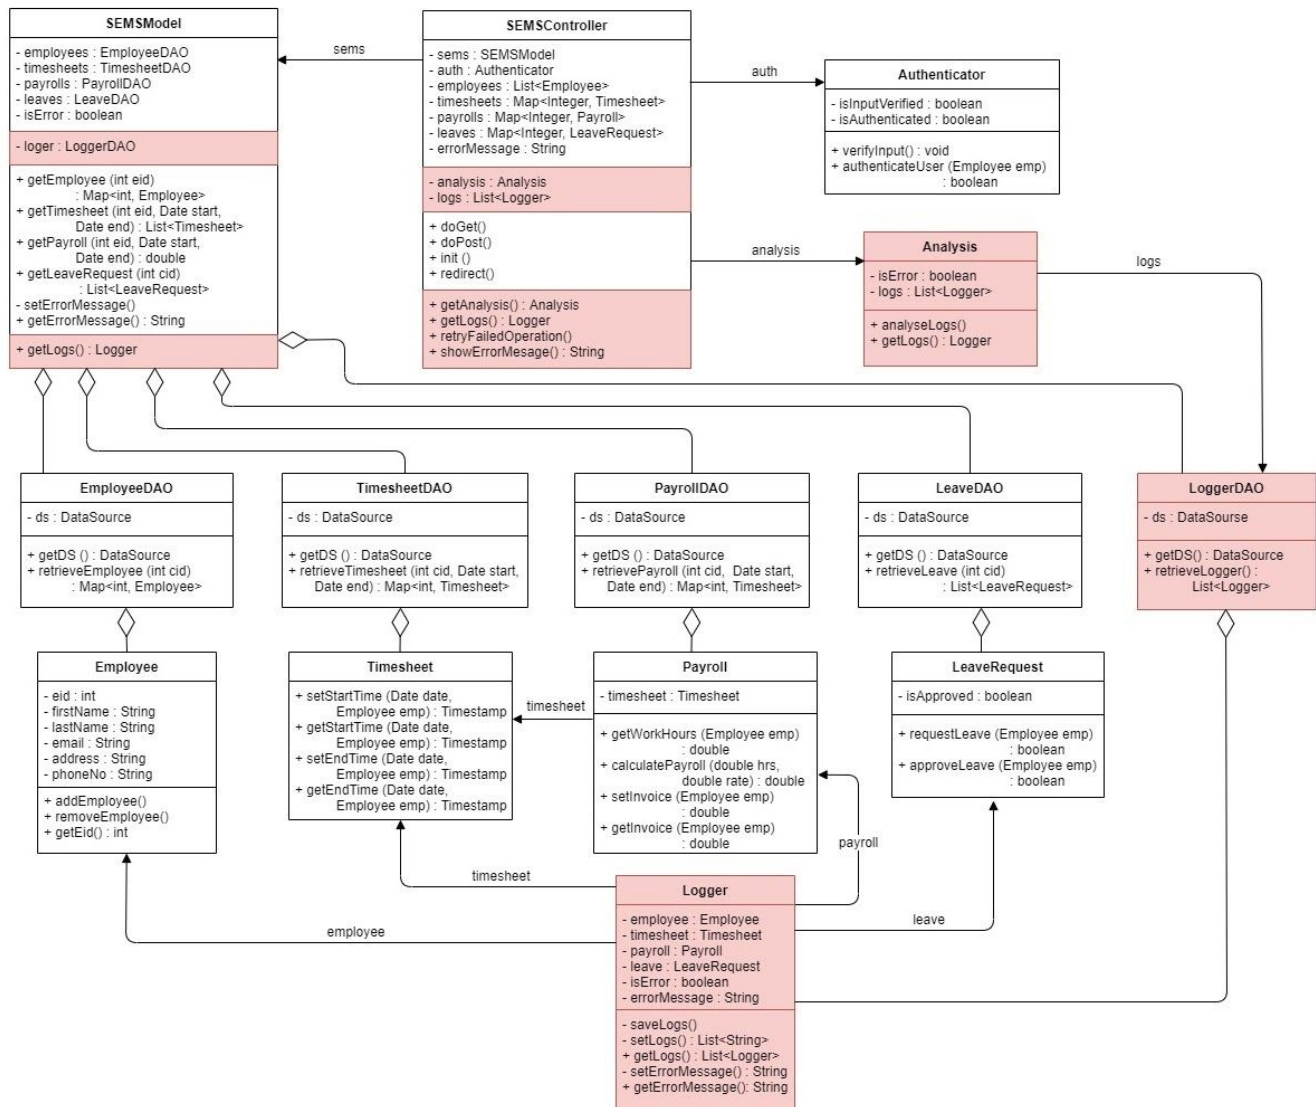 SEMSModel
- employees : EmployeeDAO
- timesheets : TimesheetDAO
- payrolls : PayrollDAO
- leaves : LeaveDAO
- isError : boolean
- loger : LoggerDAO
+ getEmployee (int eid)
: Map<int, Employee>
+ getTimesheet (int eid, Date start,
Date end) : List<Timesheet>
+ getPayroll (int eid, Date start,
Date end) : double
+ getLeaveRequest (int cid)
: List<LeaveRequest>
- setErrorMessage()
+ getErrorMessage() : String
+ getLogs() : Logger
sems
SEMSController
- sems : SEMSModel
- auth : Authenticator
- employees : List<Employee>
- timesheets : Map<Integer, Timesheet>
- payrolls : Map<Integer, Payroll>
- leaves : Map<Integer, LeaveRequest>
- errorMessage : String
- analysis : Analysis
- logs : List<Logger>
+ doGet()
+ doPost()
+ init ()
+ redirect()
+ getAnalysis() : Analysis
+ getLogs() : Logger
+ retryFailedOperation()
+ showErrorMesage() : String
auth
Authenticator
- isInputVerified : boolean
- isAuthenticated : boolean
+ verifyInput() : void
+ authenticateUser (Employee emp)
: boolean
analysis
Analysis
- isError : boolean
- logs : List<Logger>
+ analyseLogs()
+ getLogs() : Logger
logs
EmployeeDAO
- ds : DataSource
+ getDS () : DataSource
+ retrieveEmployee (int cid)
: Map<int, Employee>
TimesheetDAO
- ds : DataSource
+ getDS () : DataSource
+ retrieveTimesheet (int cid, Date start,
Date end) : Map<int, Timesheet>
PayrollDAO
- ds : DataSource
+ getDS () : DataSource
+ retrievePayroll (int cid, Date start,
Date end) : Map<int, Timesheet>
LeaveDAO
- ds : DataSource
+ getDS () : DataSource
+ retrieveLeave (int cid)
: List<LeaveRequest>
LoggerDAO
- ds : DataSourse
+ getDS() : DataSource
+ retrieveLogger() :
List<Logger>
Employee
- eid : int
- firstName : String
- lastName : String
- email : String
- address : String
- phoneNo : String
+ addEmployee()
+ removeEmployee()
+ getEid() : int
Timesheet
+ setStartTime (Date date,
Employee emp) : Timestamp
+ getStartTime (Date date,
Employee emp) : Timestamp
+ setEndTime (Date date,
Employee emp) : Timestamp
+ getEndTime (Date date,
Employee emp) : Timestamp
timesheet
Payroll
- timesheet : Timesheet
+ getWorkHours (Employee emp)
: double
+ calculatePayroll (double hrs,
double rate) : double
+ setInvoice (Employee emp)
: double
+ getInvoice (Employee emp)
: double
LeaveRequest
- isApproved : boolean
+ requestLeave (Employee emp)
: boolean
+ approveLeave (Employee emp)
: boolean
payroll
timesheet
employee
leave
Logger
- employee : Employee
- timesheet : Timesheet
- payroll : Payroll
- leave : LeaveRequest
- isError : boolean
- errorMessage : String
- saveLogs()
- setLogs() : List<String>
+ getLogs() : List<Logger>
- setErrorMessage() : String
+ getErrorMessage(): String